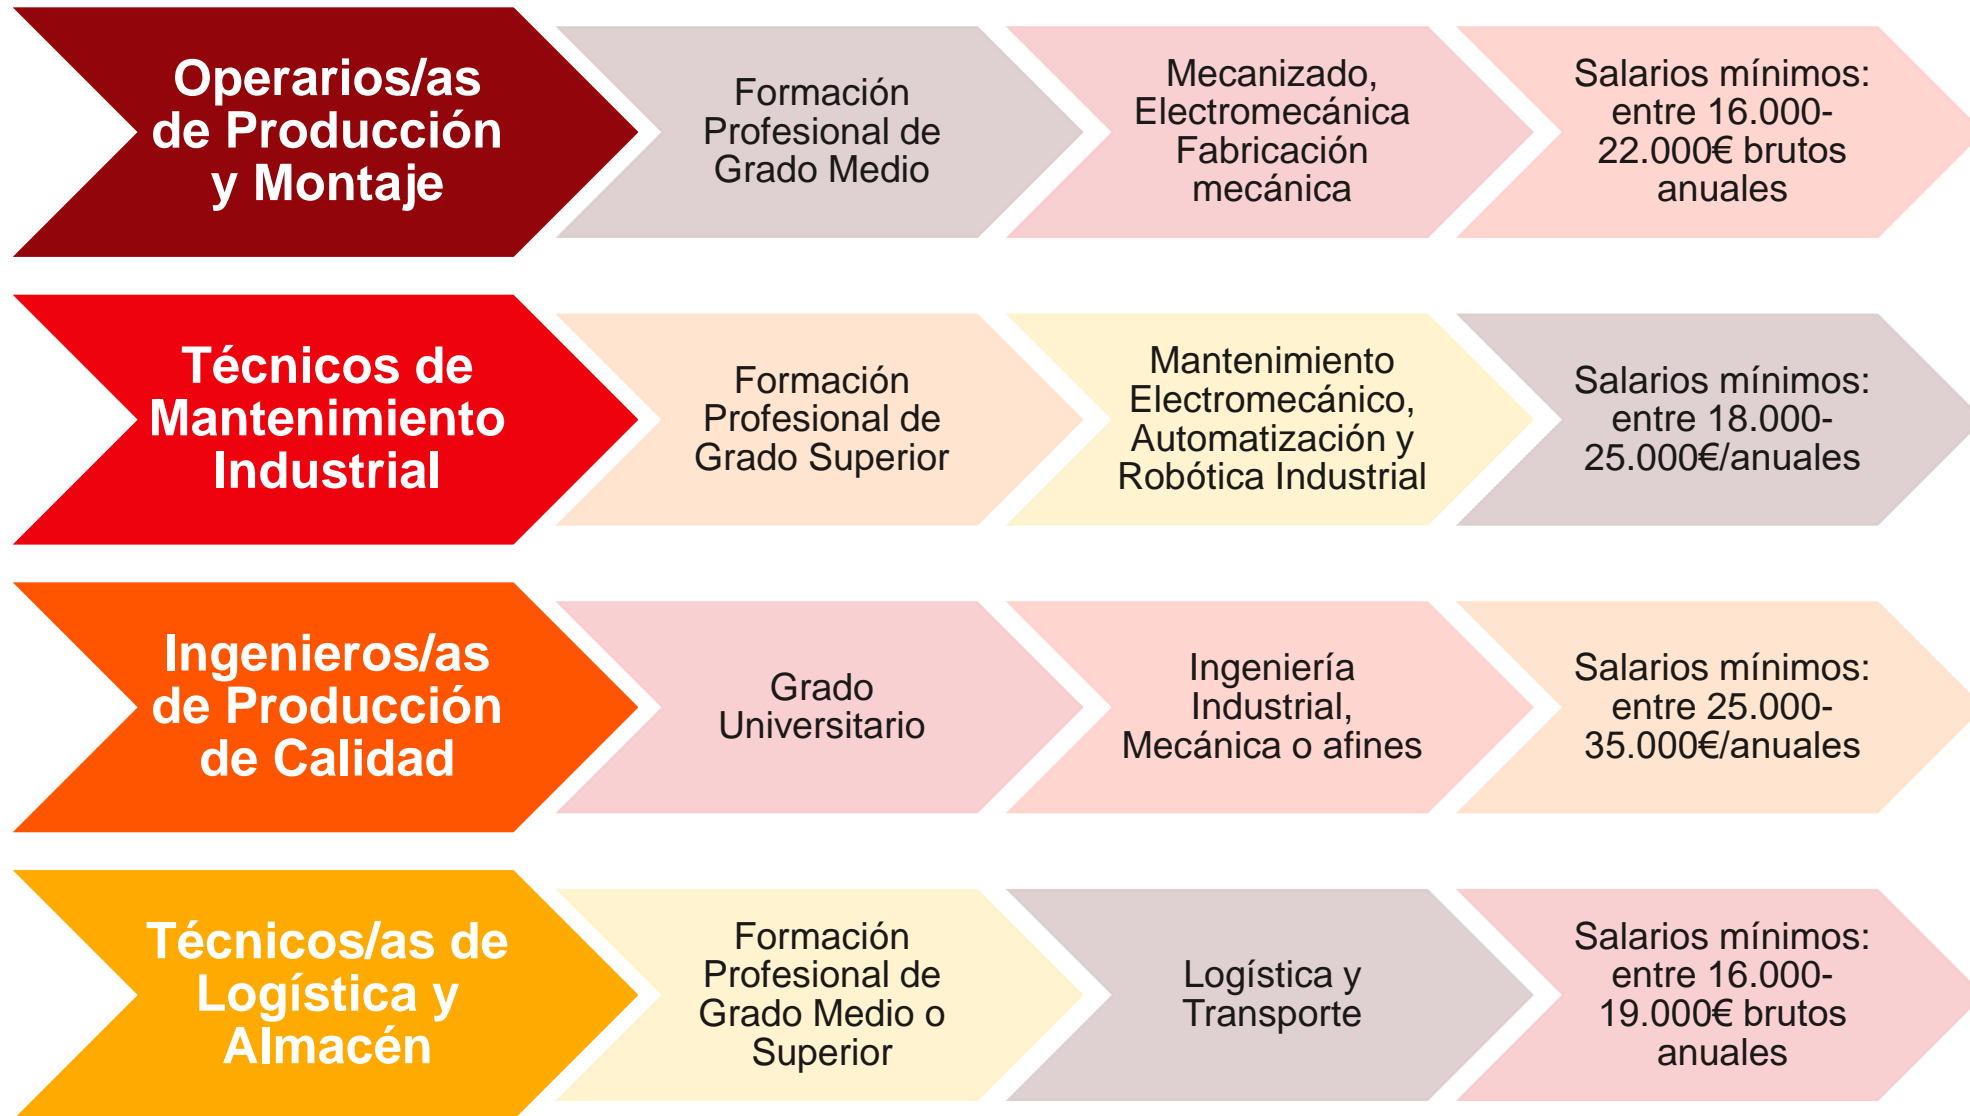 Operarios/as
de Producción
y Montaje
Formación
Profesional de
Grado Medio
Mecanizado,
Electromecánica
Fabricación
mecánica
Salarios mínimos:
entre 16.000-
22.000€ brutos
anuales
Técnicos de
Mantenimiento
Industrial
Formación
Profesional de
Grado Superior
Mantenimiento
Electromecánico,
Automatización y
Robótica Industrial
Salarios mínimos:
entre 18.000-
25.000€/anuales
Ingenieros/as
de Producción
de Calidad
Grado
Universitario
Ingeniería
Industrial,
Mecánica o afines
Salarios mínimos:
entre 25.000-
35.000€/anuales
Técnicos/as de
Logística y
Almacén
Formación
Profesional de
Grado Medio o
Superior
Logística y
Transporte
Salarios mínimos:
entre 16.000-
19.000€ brutos
anuales